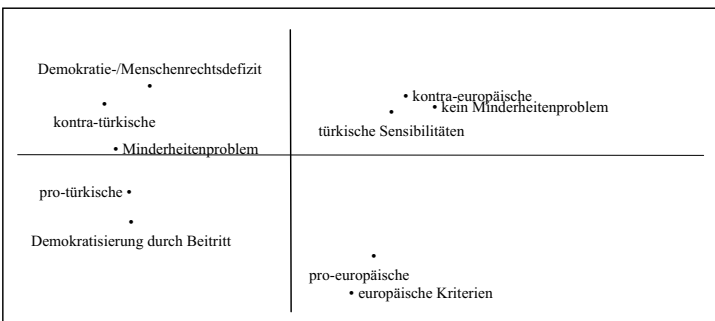 Demokratie-/Menschenrechtsdefizit
• kontra-europäische
• kein Minderheitenproblem
kontra-türkische
türkische Sensibilitäten
• Minderheitenproblem
pro-türkische •
Demokratisierung durch Beitritt
pro-europäische
• europäische Kriterien